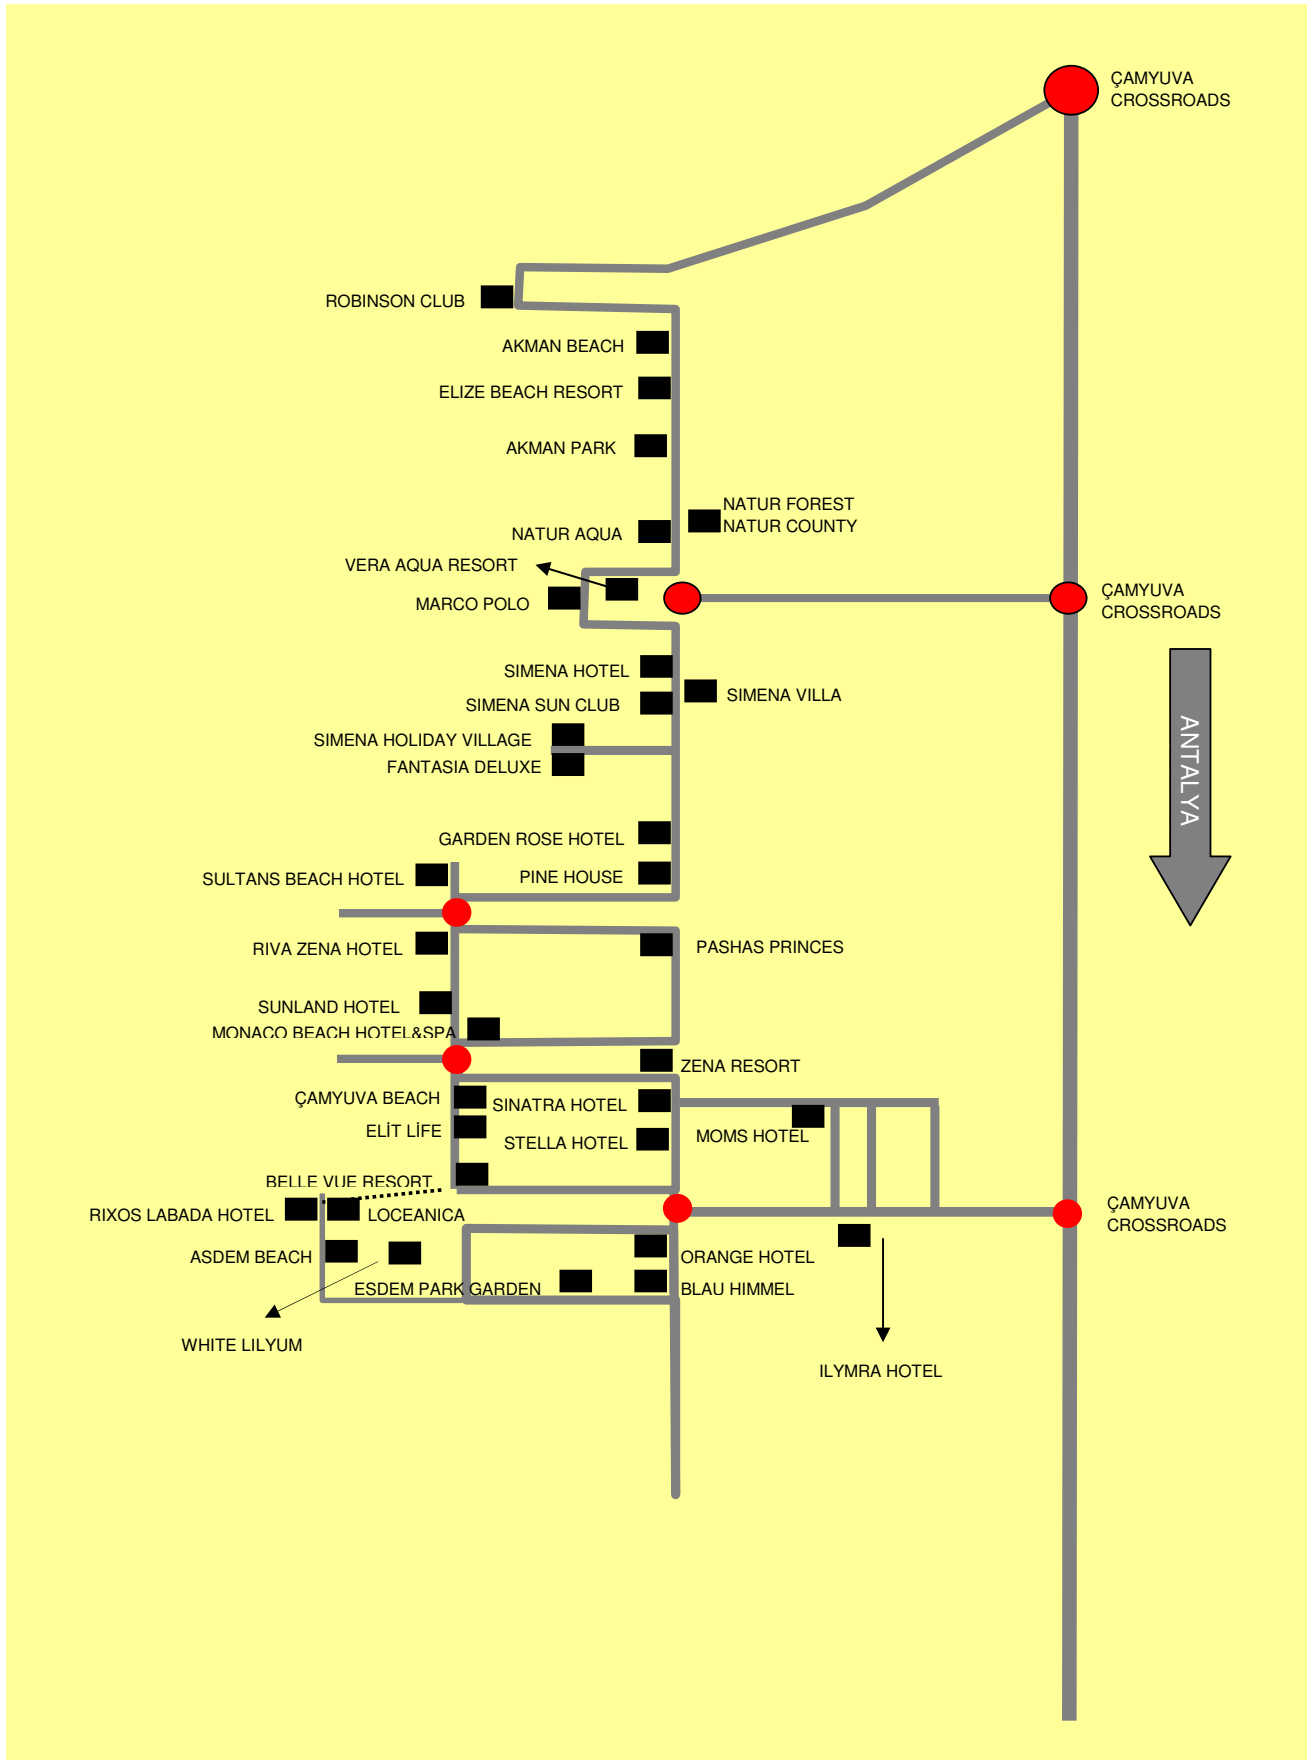 ÇAMYUVA
CROSSROADS
ROBINSON CLUB
AKMAN BEACH
ELIZE BEACH RESORT
AKMAN PARK
NATUR FOREST
NATUR COUNTY
NATUR AQUA
VERA AQUA RESORT
MARCO POLO
ÇAMYUVA
CROSSROADS
SIMENA HOTEL
SIMENA VILLA
SIMENA SUN CLUB
SIMENA HOLIDAY VILLAGE
FANTASIA DELUXE
ANTALYA
GARDEN ROSE HOTEL
SULTANS BEACH HOTEL
PINE HOUSE
RIVA ZENA HOTEL
PASHAS PRINCES
SUNLAND HOTEL
MONACO BEACH HOTEL&SPA
ZENA RESORT
ÇAMYUVA BEACH
SINATRA HOTEL
ELİT LİFE
STELLA HOTEL
MOMS HOTEL
BELLE VUE RESORT
RIXOS LABADA HOTEL
LOCEANICA
ÇAMYUVA
CROSSROADS
ASDEM BEACH
ORANGE HOTEL
ESDEM PARK GARDEN
BLAU HIMMEL
WHITE LILYUM
ILYMRA HOTEL